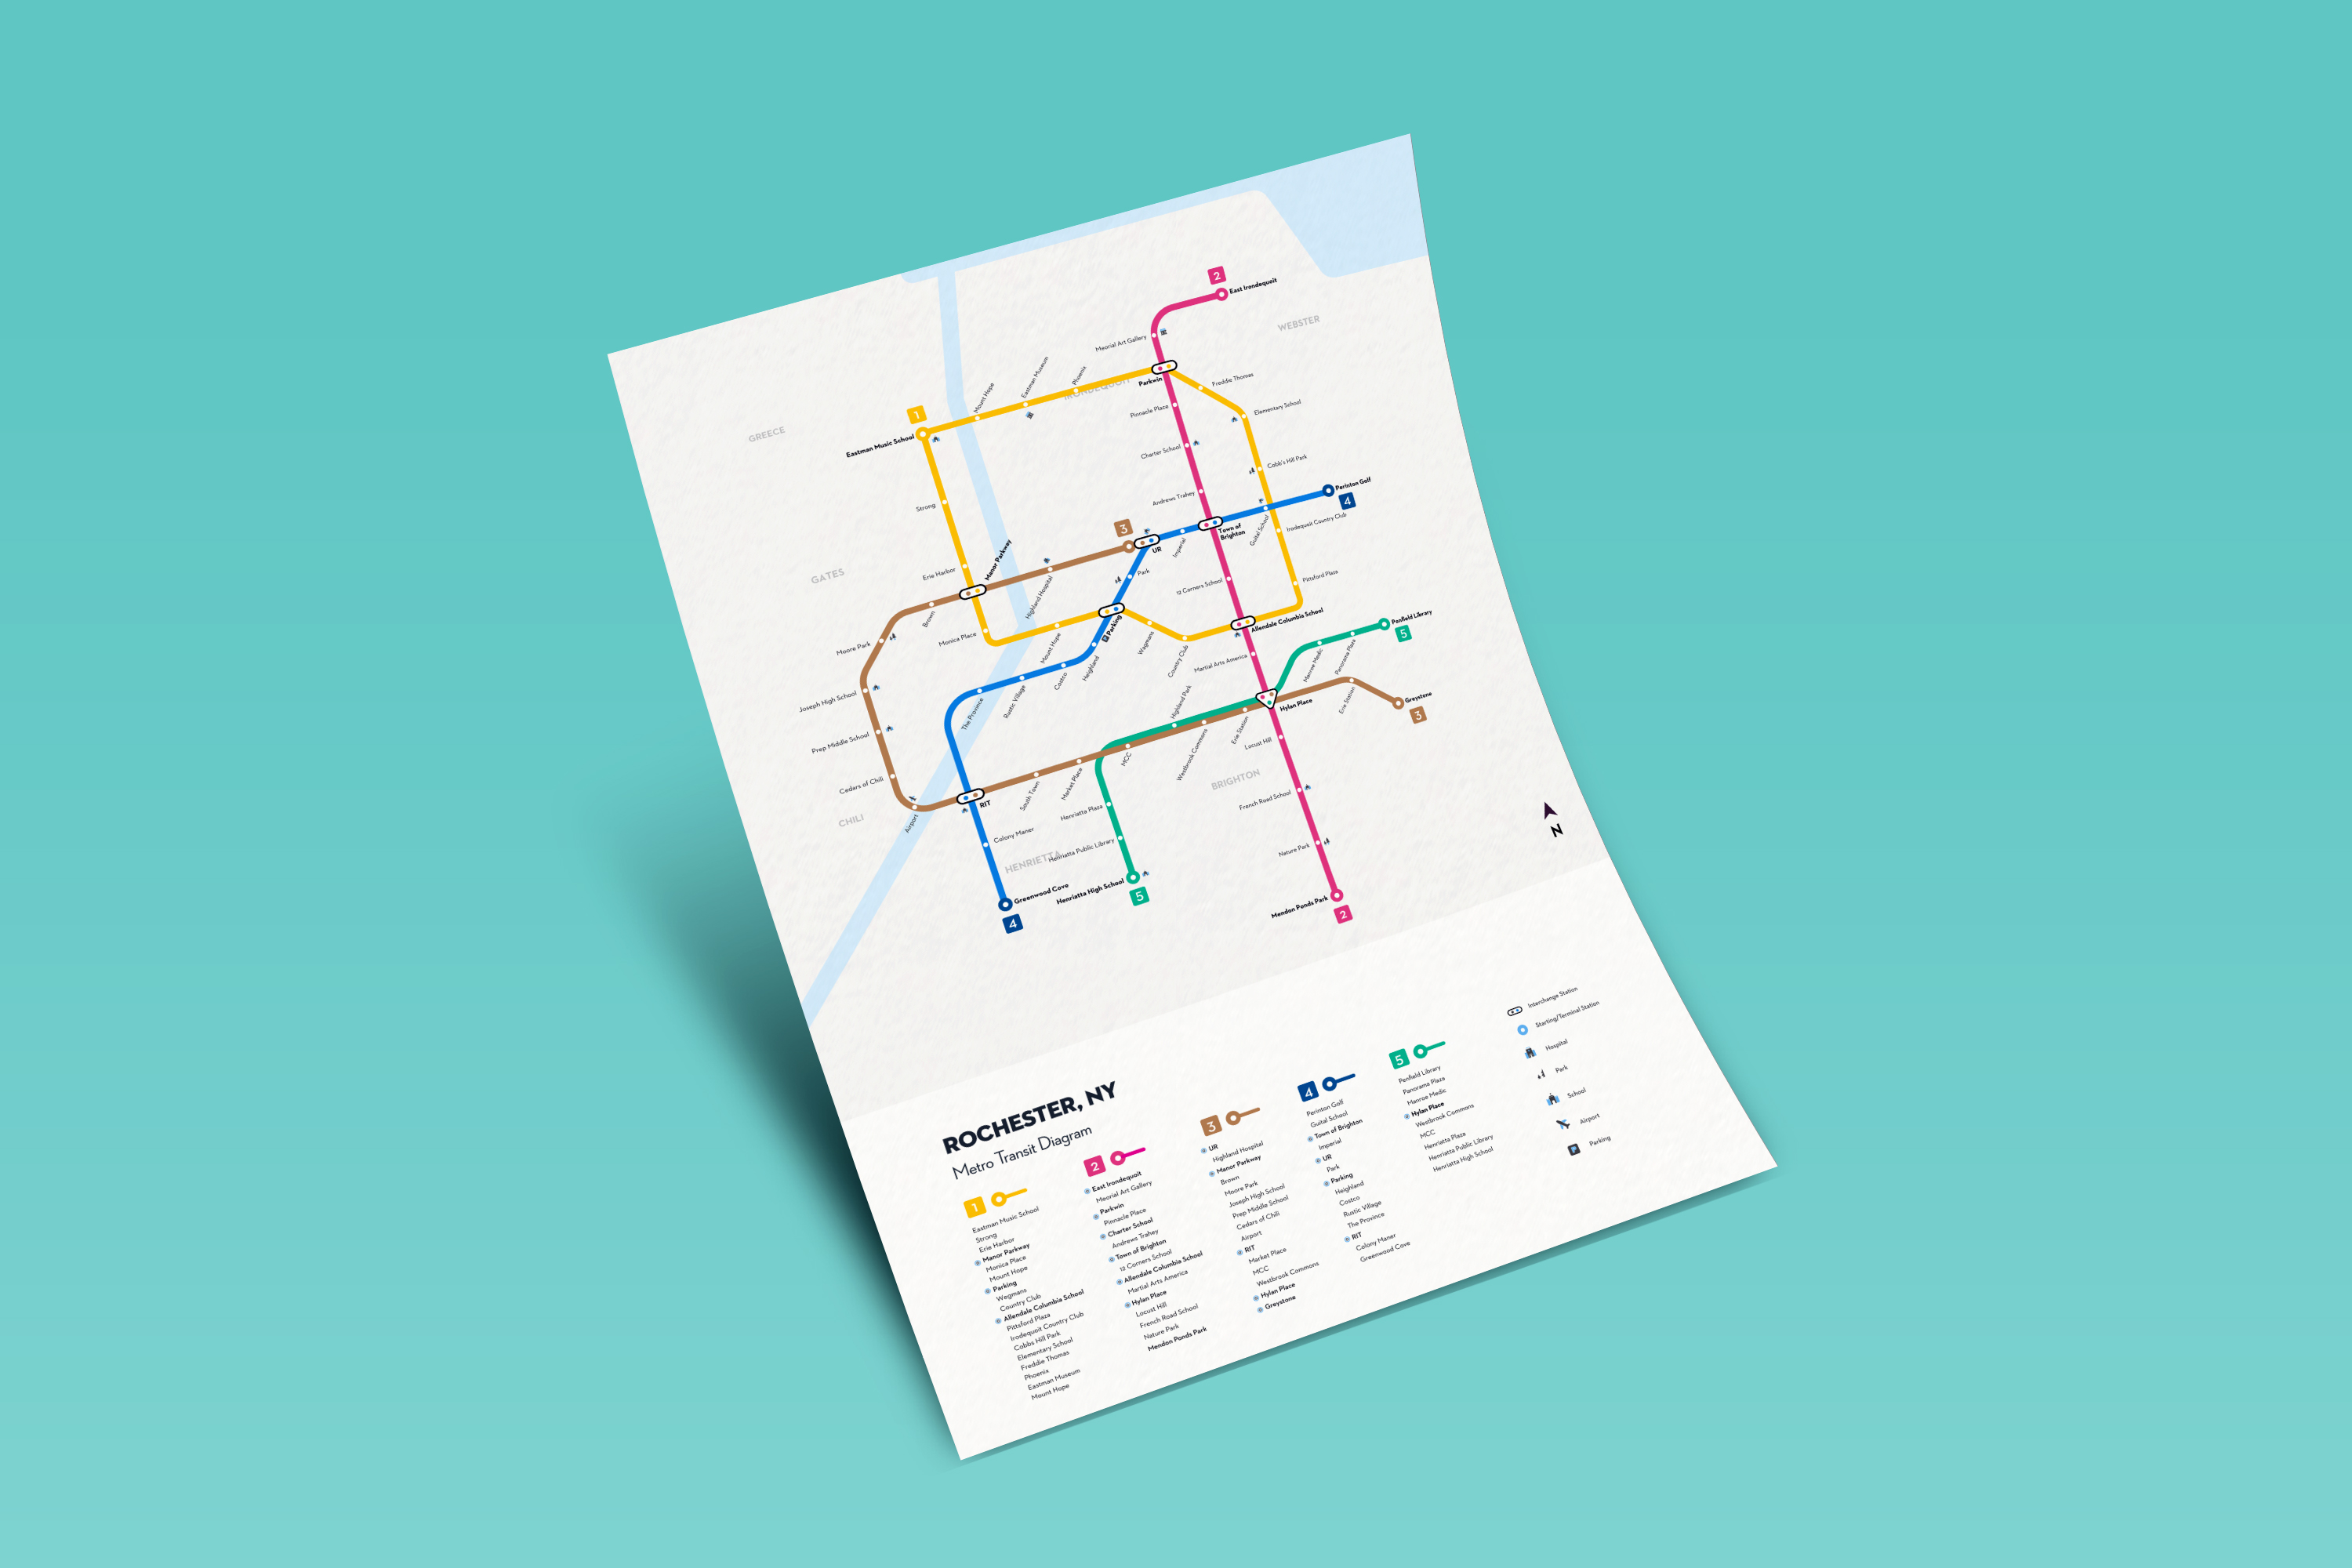 2
East Irondequoit
WEBSTER
Meorial Art Gallery
Parkwin
IRONDEQUOIT
Freddie Thomas
Mount Hope
Eastman Museum
Phoenix
1
Eastman Music School
GREECE
Pinnacle Place
Elementary School
Charter School
Cobb's Hill Park
Andrews Trahey
Perinton Golf
4
Strong
3
UR
Imperial
Town of
Brighton
Guital School
Irodequoit Country Club
Manor Parkway
Erie Harbor
GATES
Highland Hospital
Park
Brown
12 Corners School
Pittsford Plaza
Monica Place
Mount Hope
P Parking
Wegmans
Country Club
Allendale Columbia School
Penfield Library
5
Moore Park
Heighland
Costco
Rustic Village
The Province
Martial Arts America
Manroe Medic
Panorama Plaza
Joseph High School
Highland Park
Hylan Place
Erie Station
Greystone
3
Prep Middle School
MCC
Westbrook Commons
Erie Station
Locust Hill
Cedars of Chili
Airport
RIT
South Town
Market Place
BRIGHTON
CHILI
Henrietta Plaza
French Road School
Colony Maner
HENRIETTA
Henriatta Public Library
Nature Park
N
Greenwood Cove
4
Henriatta High School
5
Mendon Ponds Park
2
ROCHESTER, NY
Metro Transit Diagram
1
Eastman Music School
Strong
Erie Harbor
Manor Parkway
Monica Place
Mount Hope
Parking
Wegmans
Country Club
Allendale Columbia School
Pittsford Plaza
Irodequoit Country Club
Cobbs Hill Park
Elementary School
Freddie Thomas
Phoenia
Eastman Museum
Mount Hope
2
East Irondequoit
Meorial Art Gallery
Parkwin
Pinnacle Place
Charter School
Andrews Trahey
Town of Brighton
12 Corners School
Allendale Columbia School
Martial Arts America
Hylan Place
Locust Hill
French Road School
Nature Park
Mendon Ponds Park
3
UR
Highland Hospital
Manor Parkway
Brown
Moore Park
Joseph High School
Prep Middle School
Cedars of Chili
Airport
RIT
Market Place
MCC
Westbrook Commons
Hylan Place
Greystone
4
Perinton Golf
Guital School
Town of Brighton
Imperial
UR
Park
Parking
Heighland
Costco
Rustic Village
The Province
RIT
Colony Maner
Greenwood Cove
5
Penfield Library
Panorama Plaza
Manroe Medic
Hylan Place
Westbrook Commons
MCC
Henrietta Plaza
Henriatta Public Library
Henriatta High School
Interchange Station
Starting/Terminal Station
Hospital
Park
School
Airport
P
Parking